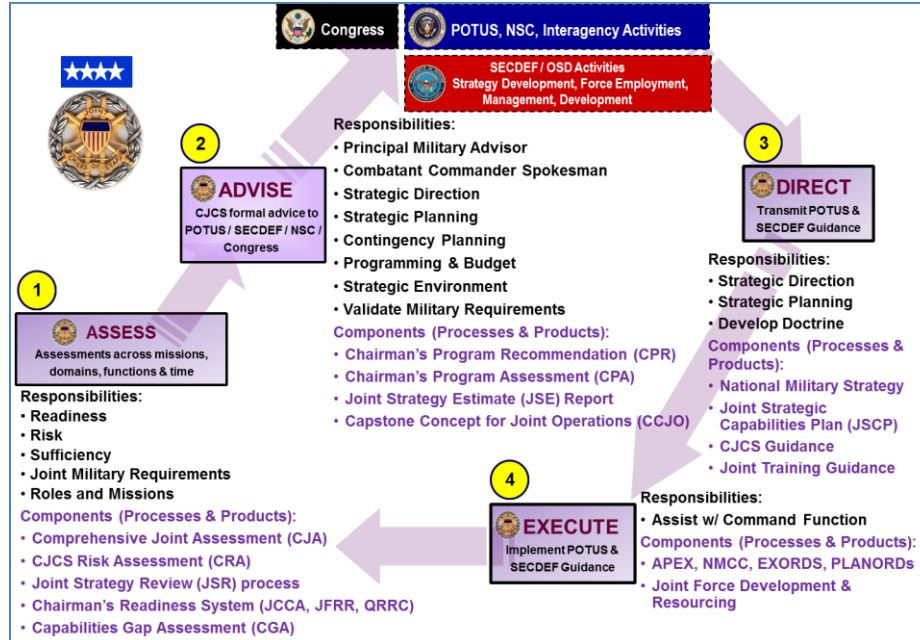 Congress
POTUS, NSC, Interagency Activities
SECDEF / OSD Activities
Strategy Development, Force Employment,
Management, Development
1
ASSESS
Assessments across missions,
domains, functions & time
Responsibilities:
• Readiness
• Risk
• Sufficiency
• Joint Military Requirements
• Roles and Missions
Components (Processes & Products):
• Comprehensive Joint Assessment (CJA)
• CJCS Risk Assessment (CRA)
• Joint Strategy Review (JSR) process
• Chairman's Readiness System (JCCA, JFRR, QRRC)
• Capabilities Gap Assessment (CGA)
2
ADVISE
CJCS formal advice to
POTUS / SECDEF / NSC /
Congress
Responsibilities:
• Principal Military Advisor
• Combatant Commander Spokesman
• Strategic Direction
• Strategic Planning
• Contingency Planning
• Programming & Budget
• Strategic Environment
• Validate Military Requirements
Components (Processes & Products):
• Chairman's Program Recommendation (CPR)
• Chairman's Program Assessment (CPA)
• Joint Strategy Estimate (JSE) Report
• Capstone Concept for Joint Operations (CCJO)
3
DIRECT
Transmit POTUS &
SECDEF Guidance
Responsibilities:
• Strategic Direction
• Strategic Planning
• Develop Doctrine
Components (Processes &
Products):
• National Military Strategy
• Joint Strategic
Capabilities Plan (JSCP)
• CJCS Guidance
• Joint Training Guidance
4
EXECUTE
Implement POTUS &
SECDEF Guidance
Responsibilities:
• Assist w/ Command Function
Components (Processes & Products):
• APEX, NMCC, EXORDS, PLANORDs
• Joint Force Development &
Resourcing
JOINT
CHIEFS OF STAFF